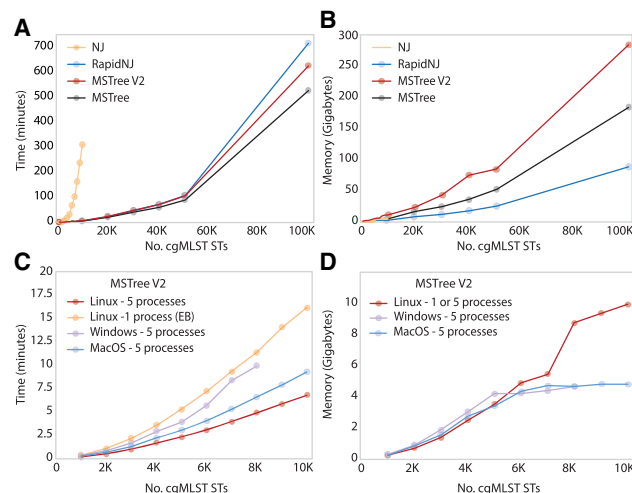 A
NJ
RapidNJ
MSTree V2
MSTree
700
600
500
400
300
200
100
0
Time (minutes)
0 20K 40K 60K 80K 100K
No. cgMLST STs
B
NJ
RapidNJ
MSTree V2
MSTree
300
250
200
150
100
50
0
Memory (Gigabytes)
0 20K 40K 60K 80K 100K
No. cgMLST STs
C
MSTree V2
Linux - 5 processes
Linux -1 process (EB)
Windows - 5 processes
MacOS - 5 processes
20
17.5
15
12.5
10
7.5
5
2.5
0
Time (minutes)
0 2K 4K 6K 8K 10K
No. cgMLST STs
D
MSTree V2
Linux - 1 or 5 processes
Windows - 5 processes
MacOS - 5 processes
10
8
6
4
2
0
Memory (Gigabytes)
0 2K 4K 6K 8K 10K
No. cgMLST STs